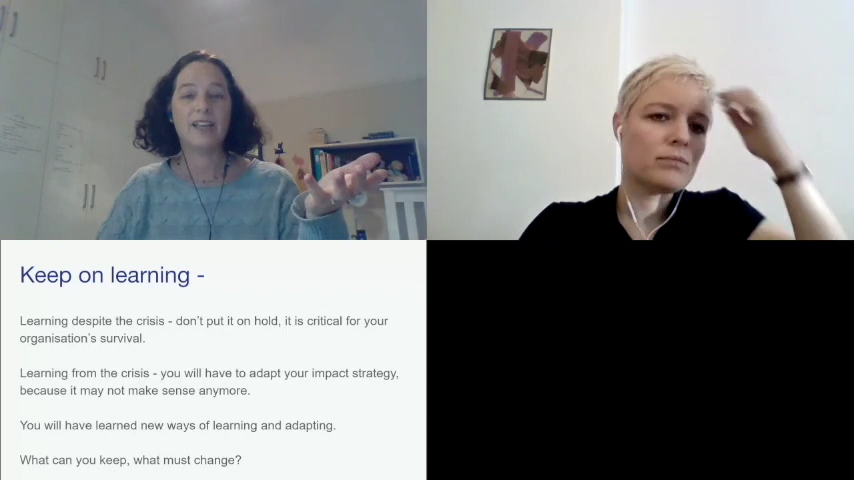 Keep on learning -
Learning despite the crisis - don't put it on hold, it is critical for your
organisation's survival.
Learning from the crisis - you will have to adapt your impact strategy,
because it may not make sense anymore.
You will have learned new ways of learning and adapting.
What can you keep, what must change?